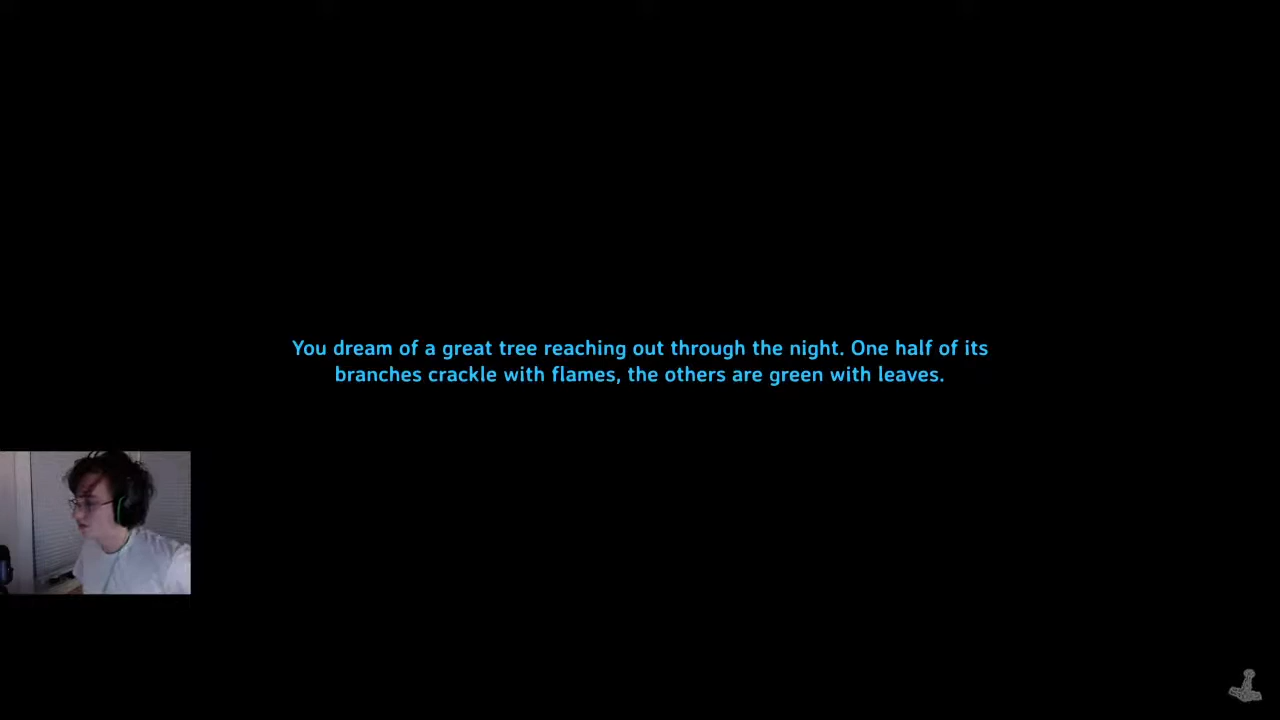 You dream of a great tree reaching out through the night. One half of its
branches crackle with flames, the others are green with leaves.